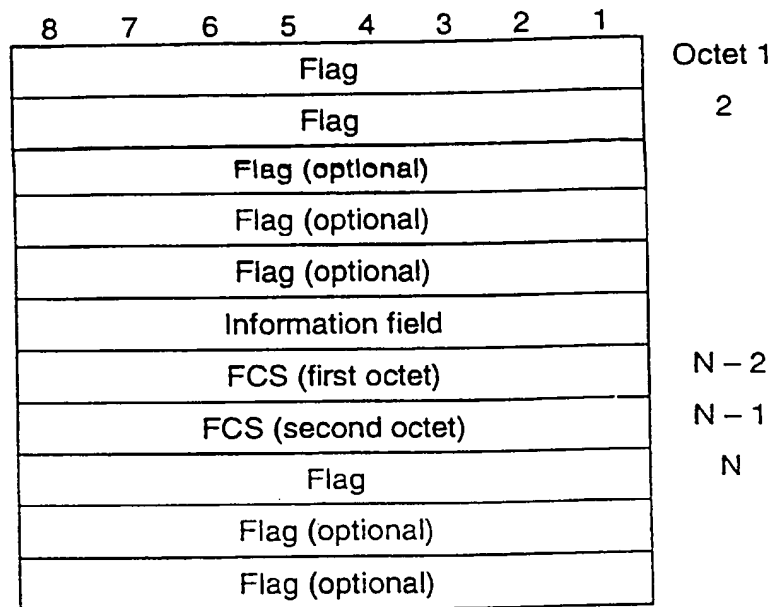 8 7 6 5 4 3 2 1
Flag Octet 1
Flag 2
Flag (optional)
Flag (optional)
Flag (optional)
Information field
FCS (first octet) N – 2
FCS (second octet) N – 1
Flag N
Flag (optional)
Flag (optional)